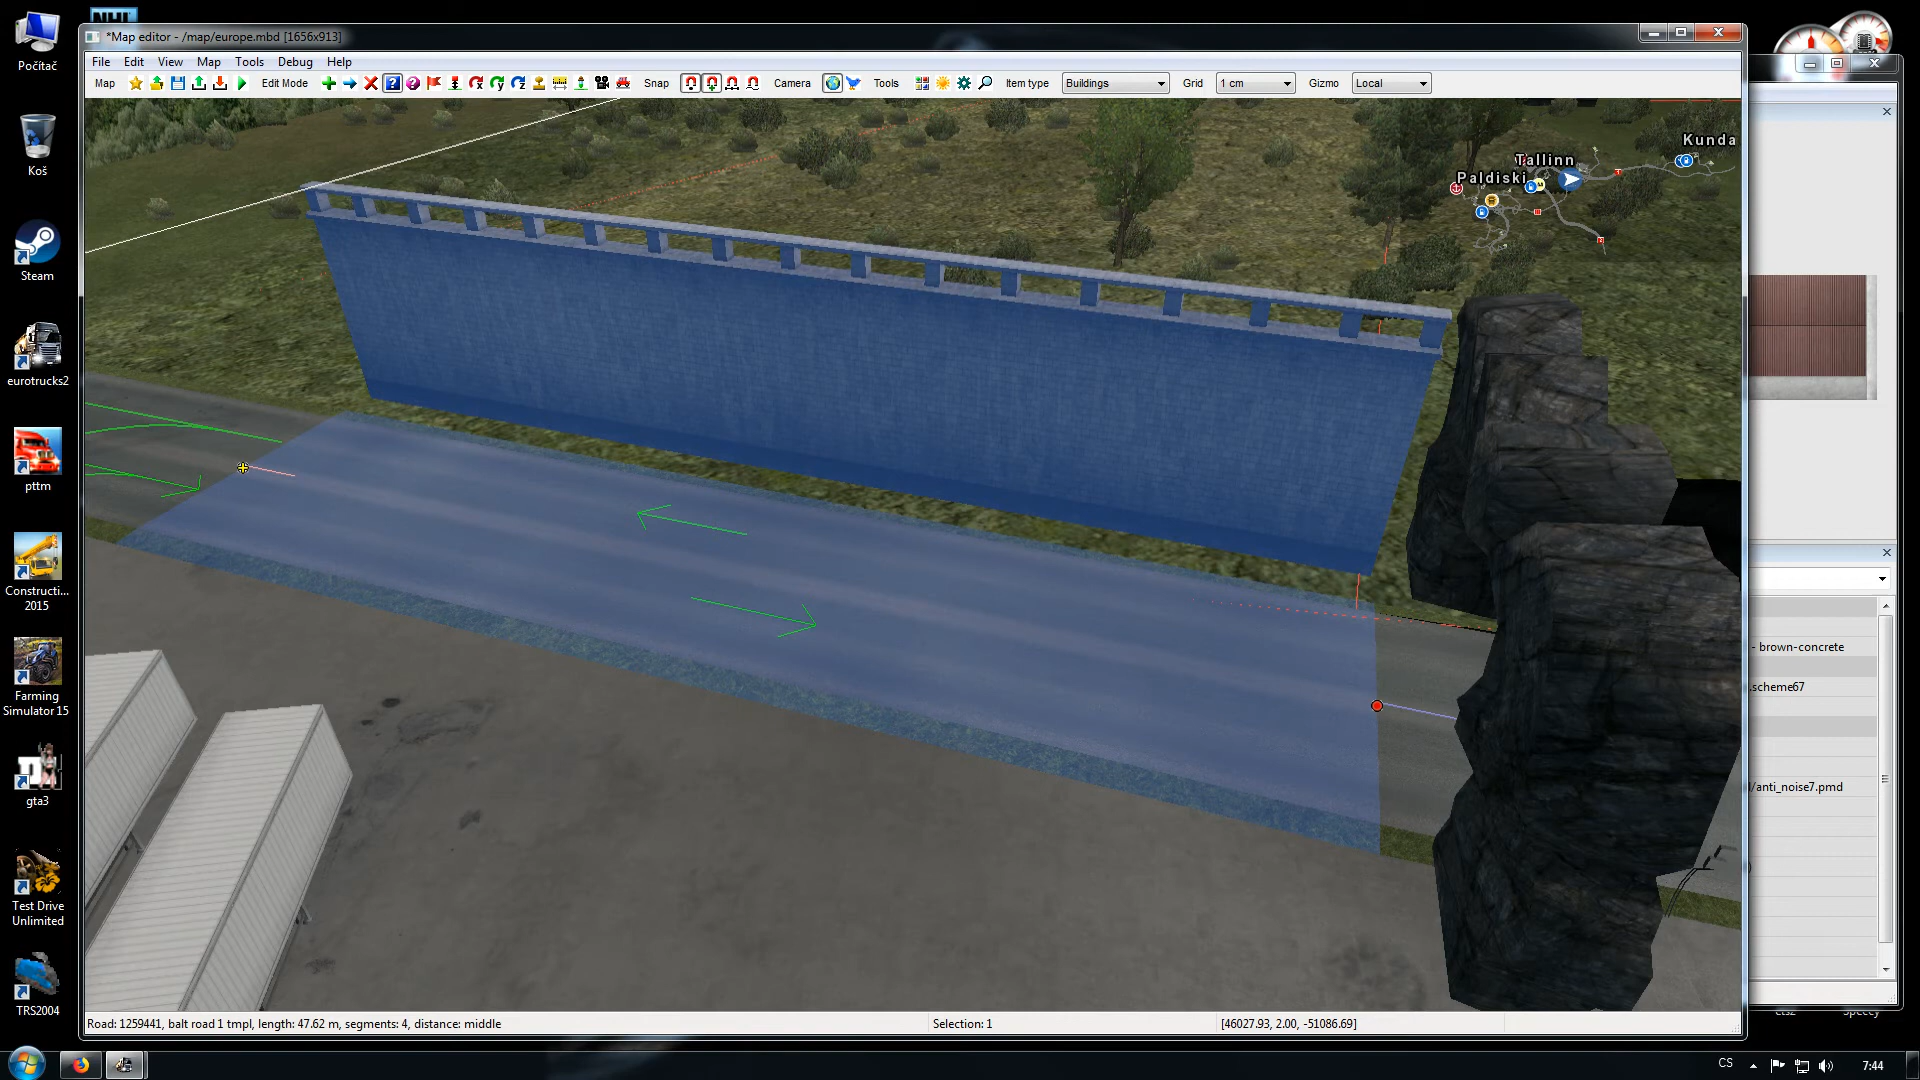 NHL
*Map editor - /map/europe.mbd [1656x913]
File Edit View Map Tools Debug Help
Map Edit Mode Snap Camera Tools Item type Buildings Grid 1 cm Gizmo Local
Počítač
Koš
Steam
eurotrucks2
pttm
Constructi...
2015
Farming
Simulator 15
gta3
Test Drive
Unlimited
TRS2004
Kunda
Tallinn
Paldiski
- brown-concrete
.scheme67
/anti_noise7.pmd
Road: 1259441, balt road 1 tmpl, length: 47.62 m, segments: 4, distance: middle
Selection: 1
[46027.93, 2.00, -51086.69]
CS
7:44